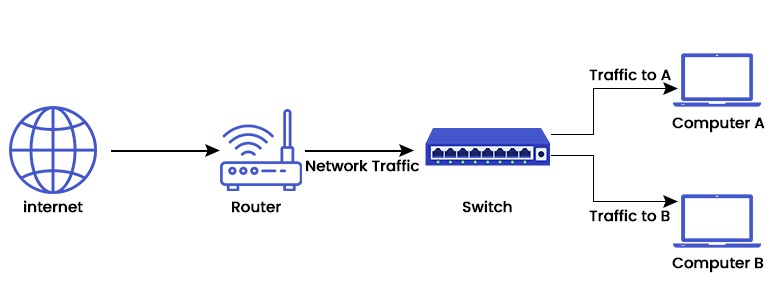 Traffic to A
Computer A
Network Traffic
internet
Router
Switch
Traffic to B
Computer B